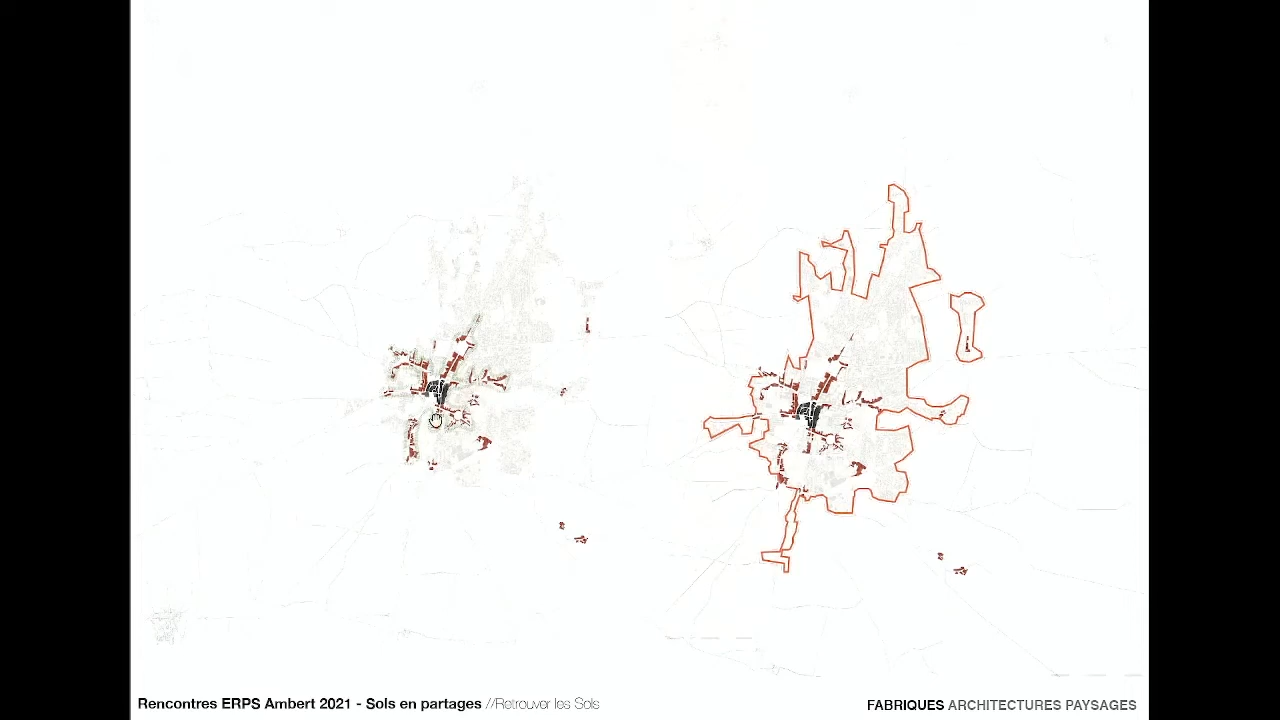 Rencontres ERPS Ambert 2021 - Sols en partages //Retrouver les Sols
FABRIQUES ARCHITECTURES PAYSAGES